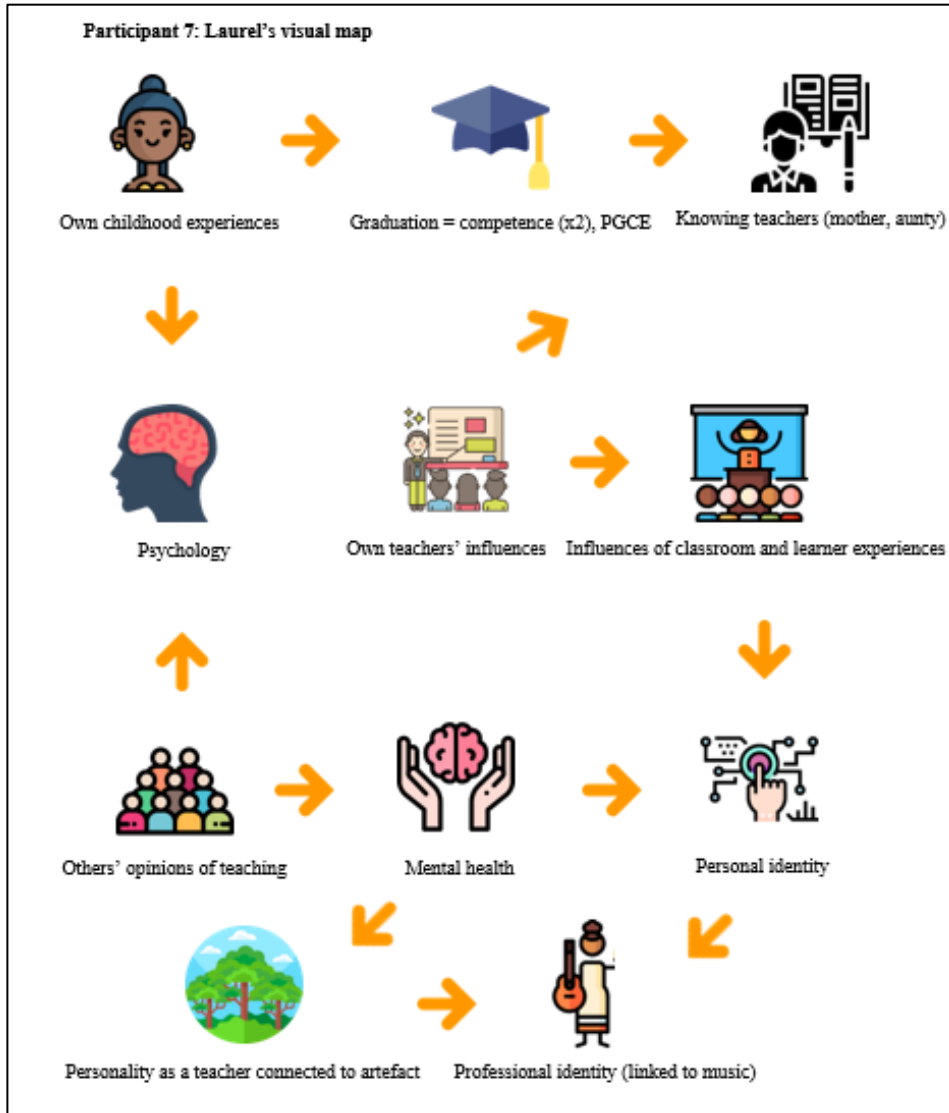 Participant 7: Laurel's visual map
Own childhood experiences
Graduation = competence (x2), PGCE
Knowing teachers (mother, aunty)
Psychology
Own teachers' influences
Influences of classroom and learner experiences
Others' opinions of teaching
Mental health
Personal identity
Personality as a teacher connected to artefact
Professional identity (linked to music)